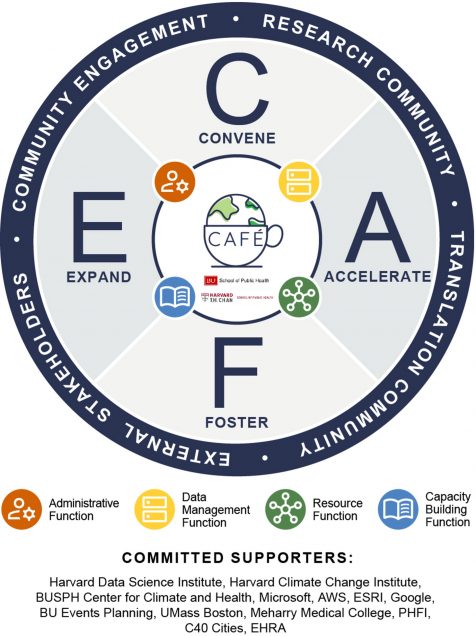 COMMUNITY ENGAGEMENT • RESEARCH COMMUNITY • TRANSLATION COMMUNITY • EXTERNAL STAKEHOLDERS •
C
CONVENE
E
EXPAND
A
ACCELERATE
F
FOSTER
CAFÉ
BU School of Public Health
HARVARD
T.H. CHAN
SCHOOL OF PUBLIC HEALTH
Administrative
Function
Data
Management
Function
Resource
Function
Capacity
Building
Function
COMMITTED SUPPORTERS:
Harvard Data Science Institute, Harvard Climate Change Institute,
BUSPH Center for Climate and Health, Microsoft, AWS, ESRI, Google,
BU Events Planning, UMass Boston, Meharry Medical College, PHFI,
C40 Cities, EHRA